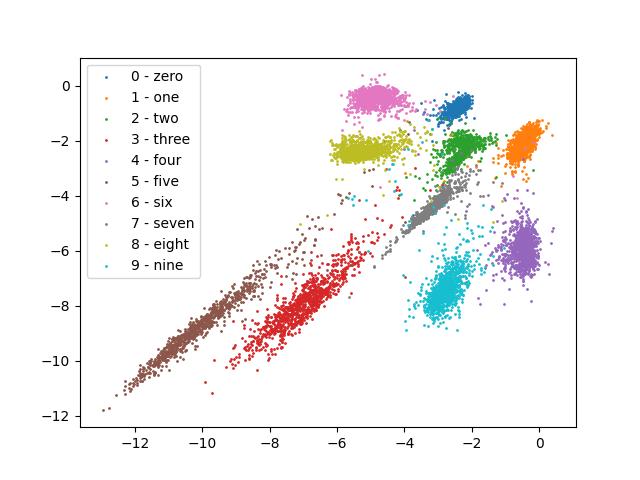 0 - zero
1 - one
2 - two
3 - three
4 - four
5 - five
6 - six
7 - seven
8 - eight
9 - nine
0
−2
−4
−6
−8
−10
−12
−12 −10 −8 −6 −4 −2 0